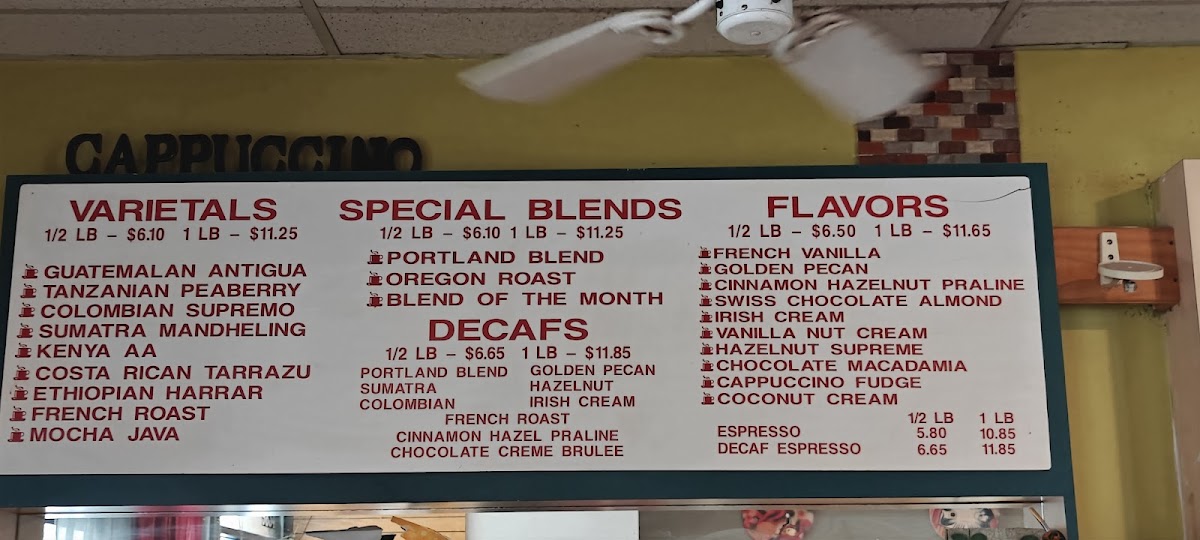 CAPPUCCINO
VARIETALS
1/2 LB – $6.10 1 LB – $11.25
GUATEMALAN ANTIGUA
TANZANIAN PEABERRY
COLOMBIAN SUPREMO
SUMATRA MANDHELING
KENYA AA
COSTA RICAN TARRAZU
ETHIOPIAN HARRAR
FRENCH ROAST
MOCHA JAVA
SPECIAL BLENDS
1/2 LB – $6.10 1 LB – $11.25
PORTLAND BLEND
OREGON ROAST
BLEND OF THE MONTH
DECAFS
1/2 LB – $6.65 1 LB – $11.85
PORTLAND BLEND GOLDEN PECAN
SUMATRA HAZELNUT
COLOMBIAN IRISH CREAM
FRENCH ROAST
CINNAMON HAZEL PRALINE
CHOCOLATE CREME BRULEE
FLAVORS
1/2 LB – $6.50 1 LB – $11.65
FRENCH VANILLA
GOLDEN PECAN
CINNAMON HAZELNUT PRALINE
SWISS CHOCOLATE ALMOND
IRISH CREAM
VANILLA NUT CREAM
HAZELNUT SUPREME
CHOCOLATE MACADAMIA
CAPPUCCINO FUDGE
COCONUT CREAM
1/2 LB 1 LB
ESPRESSO 5.80 10.85
DECAF ESPRESSO 6.65 11.85